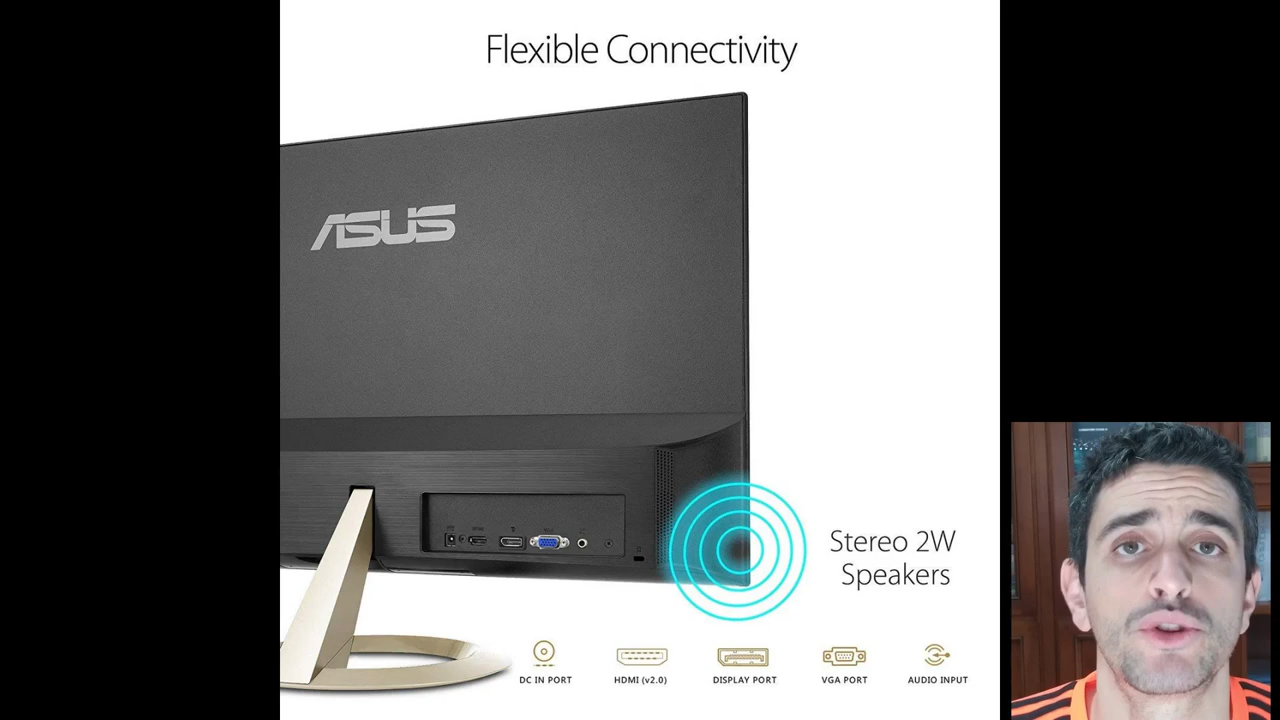 Flexible Connectivity
ASUS
Stereo 2W
Speakers
DC IN PORT
HDMI (v2.0)
DISPLAY PORT
VGA PORT
AUDIO INPUT